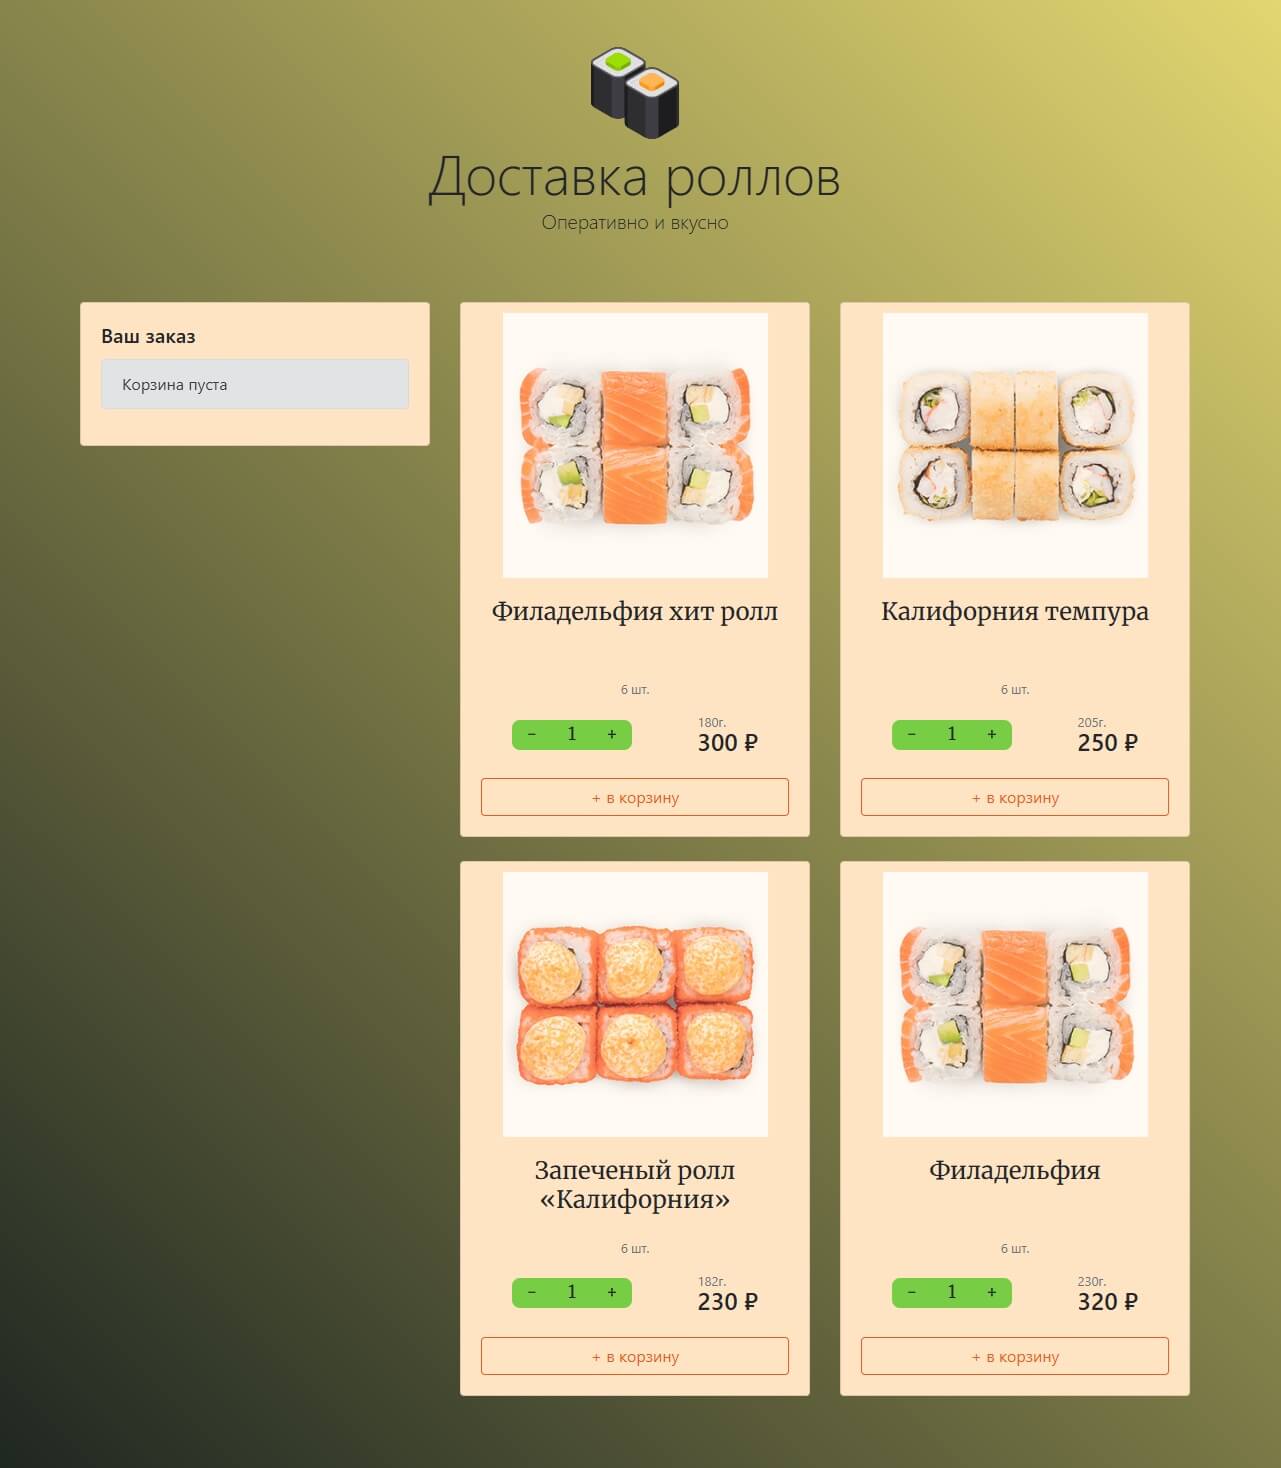 Доставка роллов
Оперативно и вкусно
Ваш заказ
Корзина пуста
Филадельфия хит ролл
6 шт.
- 1 +
180г.
300 ₽
+ в корзину
Калифорния темпура
6 шт.
- 1 +
205г.
250 ₽
+ в корзину
Запеченый ролл
«Калифорния»
6 шт.
- 1 +
182г.
230 ₽
+ в корзину
Филадельфия
6 шт.
- 1 +
230г.
320 ₽
+ в корзину